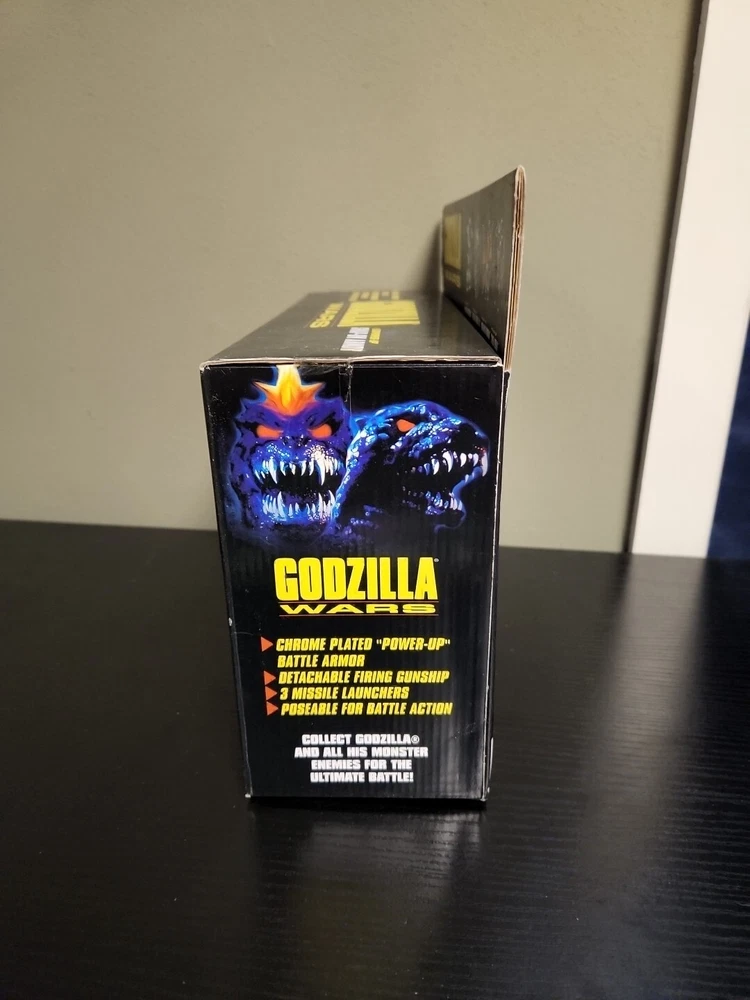 GODZILLA
WARS
CHROME PLATED "POWER-UP"
BATTLE ARMOR
DETACHABLE FIRING GUNSHIP
3 MISSILE LAUNCHERS
POSEABLE FOR BATTLE ACTION
COLLECT GODZILLA®
AND ALL HIS MONSTER
ENEMIES FOR THE
ULTIMATE BATTLE!